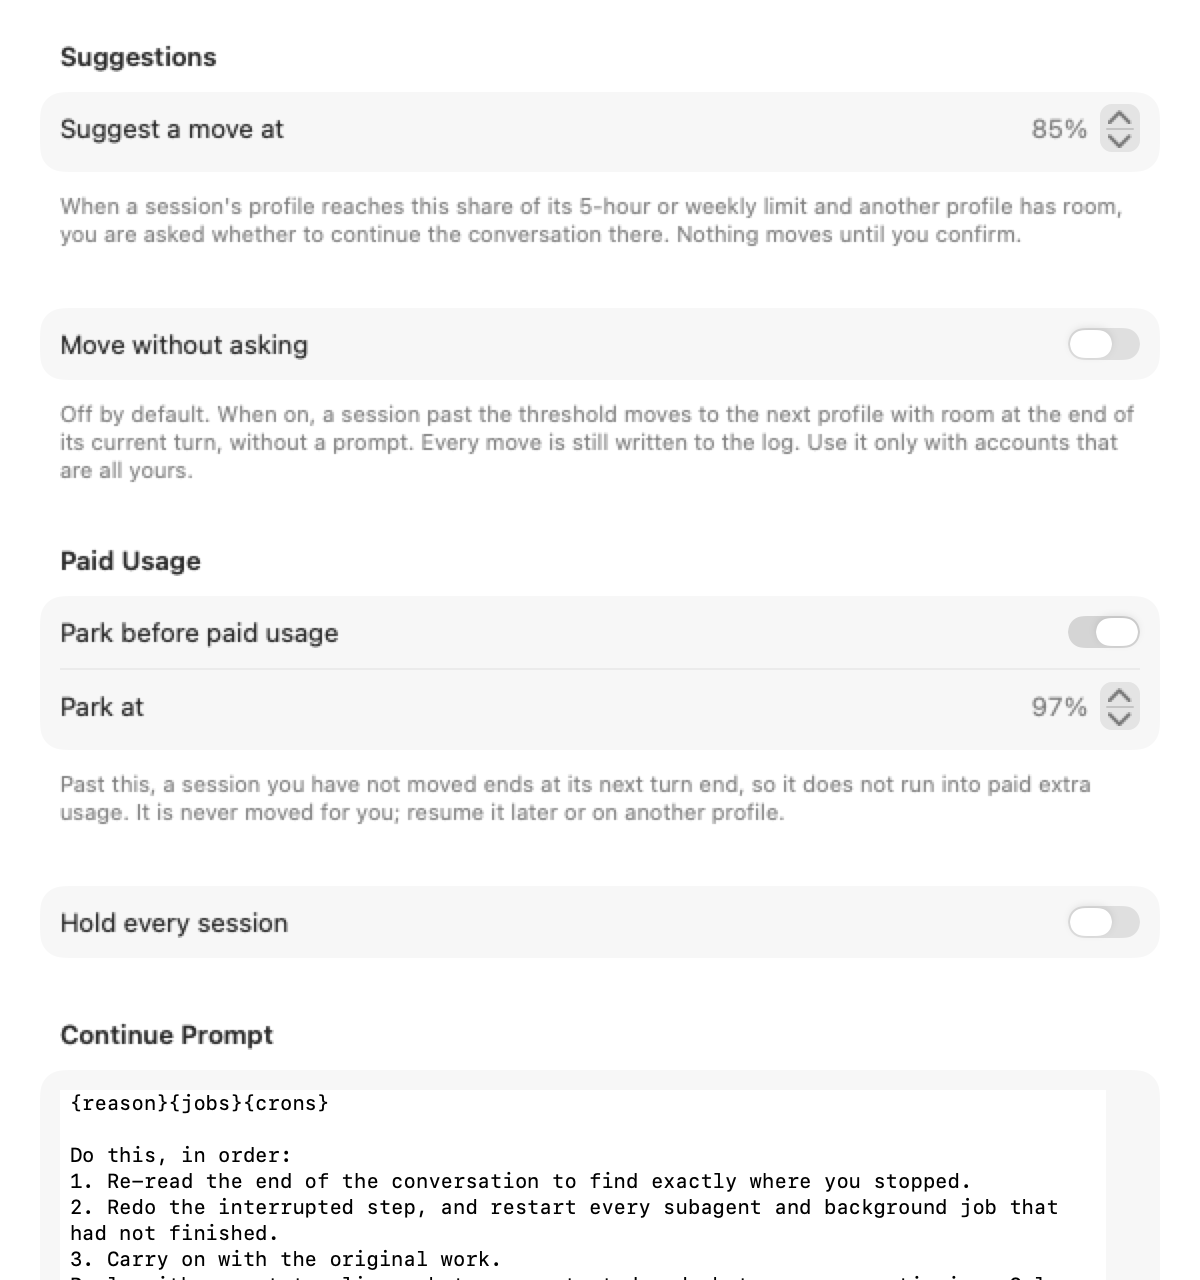 Suggestions
Suggest a move at
85%
When a session's profile reaches this share of its 5-hour or weekly limit and another profile has room,
you are asked whether to continue the conversation there. Nothing moves until you confirm.
Move without asking
Off by default. When on, a session past the threshold moves to the next profile with room at the end of
its current turn, without a prompt. Every move is still written to the log. Use it only with accounts that
are all yours.
Paid Usage
Park before paid usage
Park at
97%
Past this, a session you have not moved ends at its next turn end, so it does not run into paid extra
usage. It is never moved for you; resume it later or on another profile.
Hold every session
Continue Prompt
{reason}{jobs}{crons}
Do this, in order:
1. Re-read the end of the conversation to find exactly where you stopped.
2. Redo the interrupted step, and restart every subagent and background job that
had not finished.
3. Carry on with the original work.